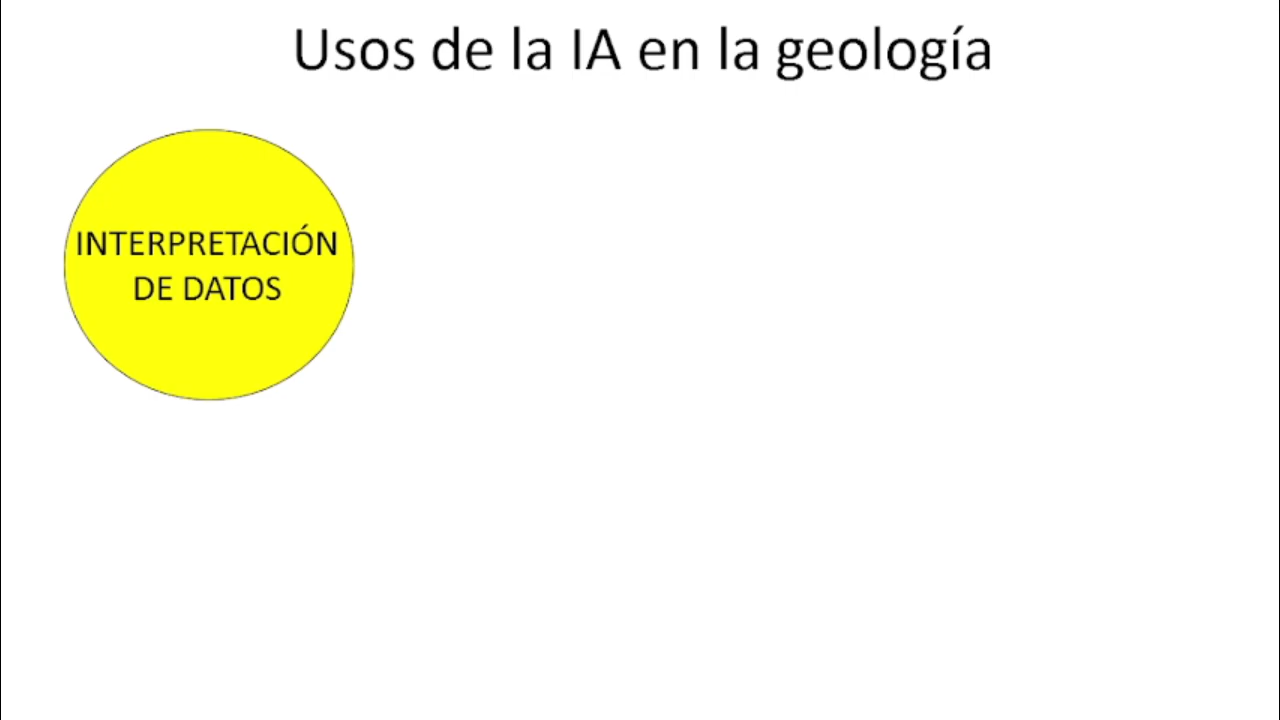 Usos de la IA en la geología
INTERPRETACIÓN
DE DATOS